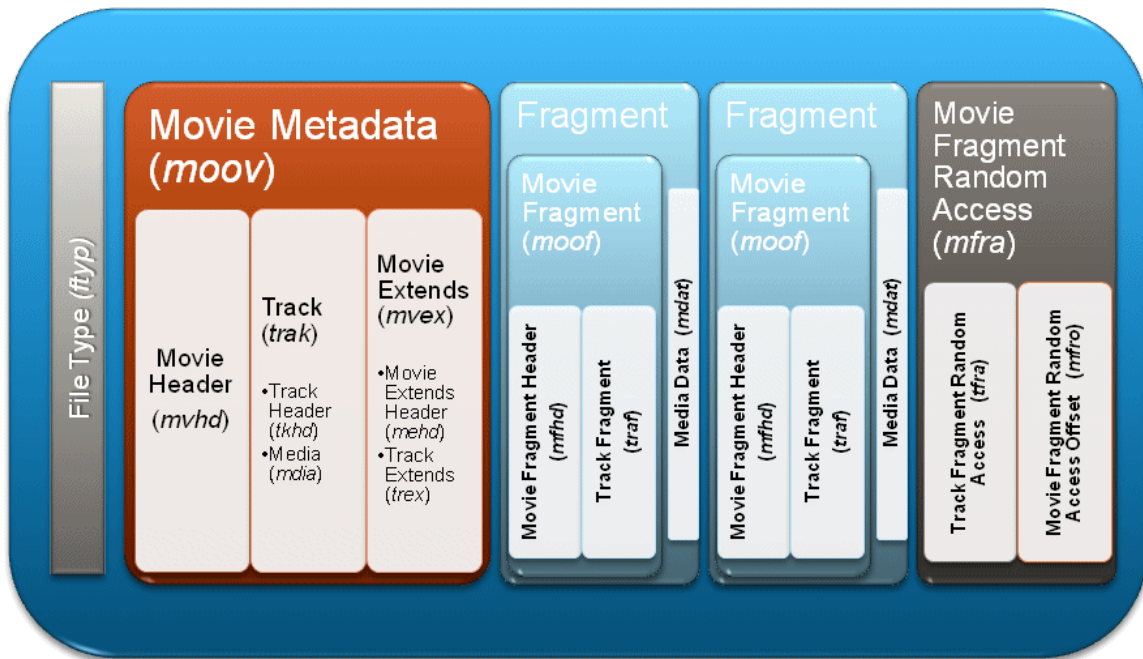 File Type (ftyp)
Movie Metadata
(moov)
Movie
Header
(mvhd)
Track
(trak)
•Track
Header
(tkhd)
•Media
(mdia)
Movie
Extends
(mvex)
•Movie
Extends
Header
(mehd)
•Track
Extends
(trex)
Fragment
Movie
Fragment
(moof)
Movie Fragment Header
(mfhd)
Track Fragment
(traf)
Media Data (mdat)
Fragment
Movie
Fragment
(moof)
Movie Fragment Header
(mfhd)
Track Fragment
(traf)
Media Data (mdat)
Movie
Fragment
Random
Access
(mfra)
Track Fragment Random
Access (tfra)
Movie Fragment Random
Access Offset (mfro)